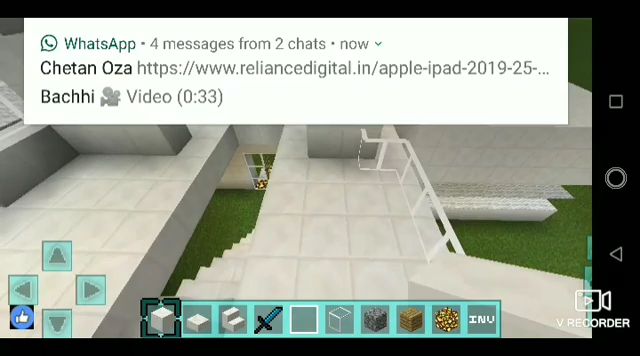 WhatsApp • 4 messages from 2 chats • now
Chetan Oza https://www.reliancedigital.in/apple-ipad-2019-25-...
Bachhi 🎥 Video (0:33)
INV
V RECORDER